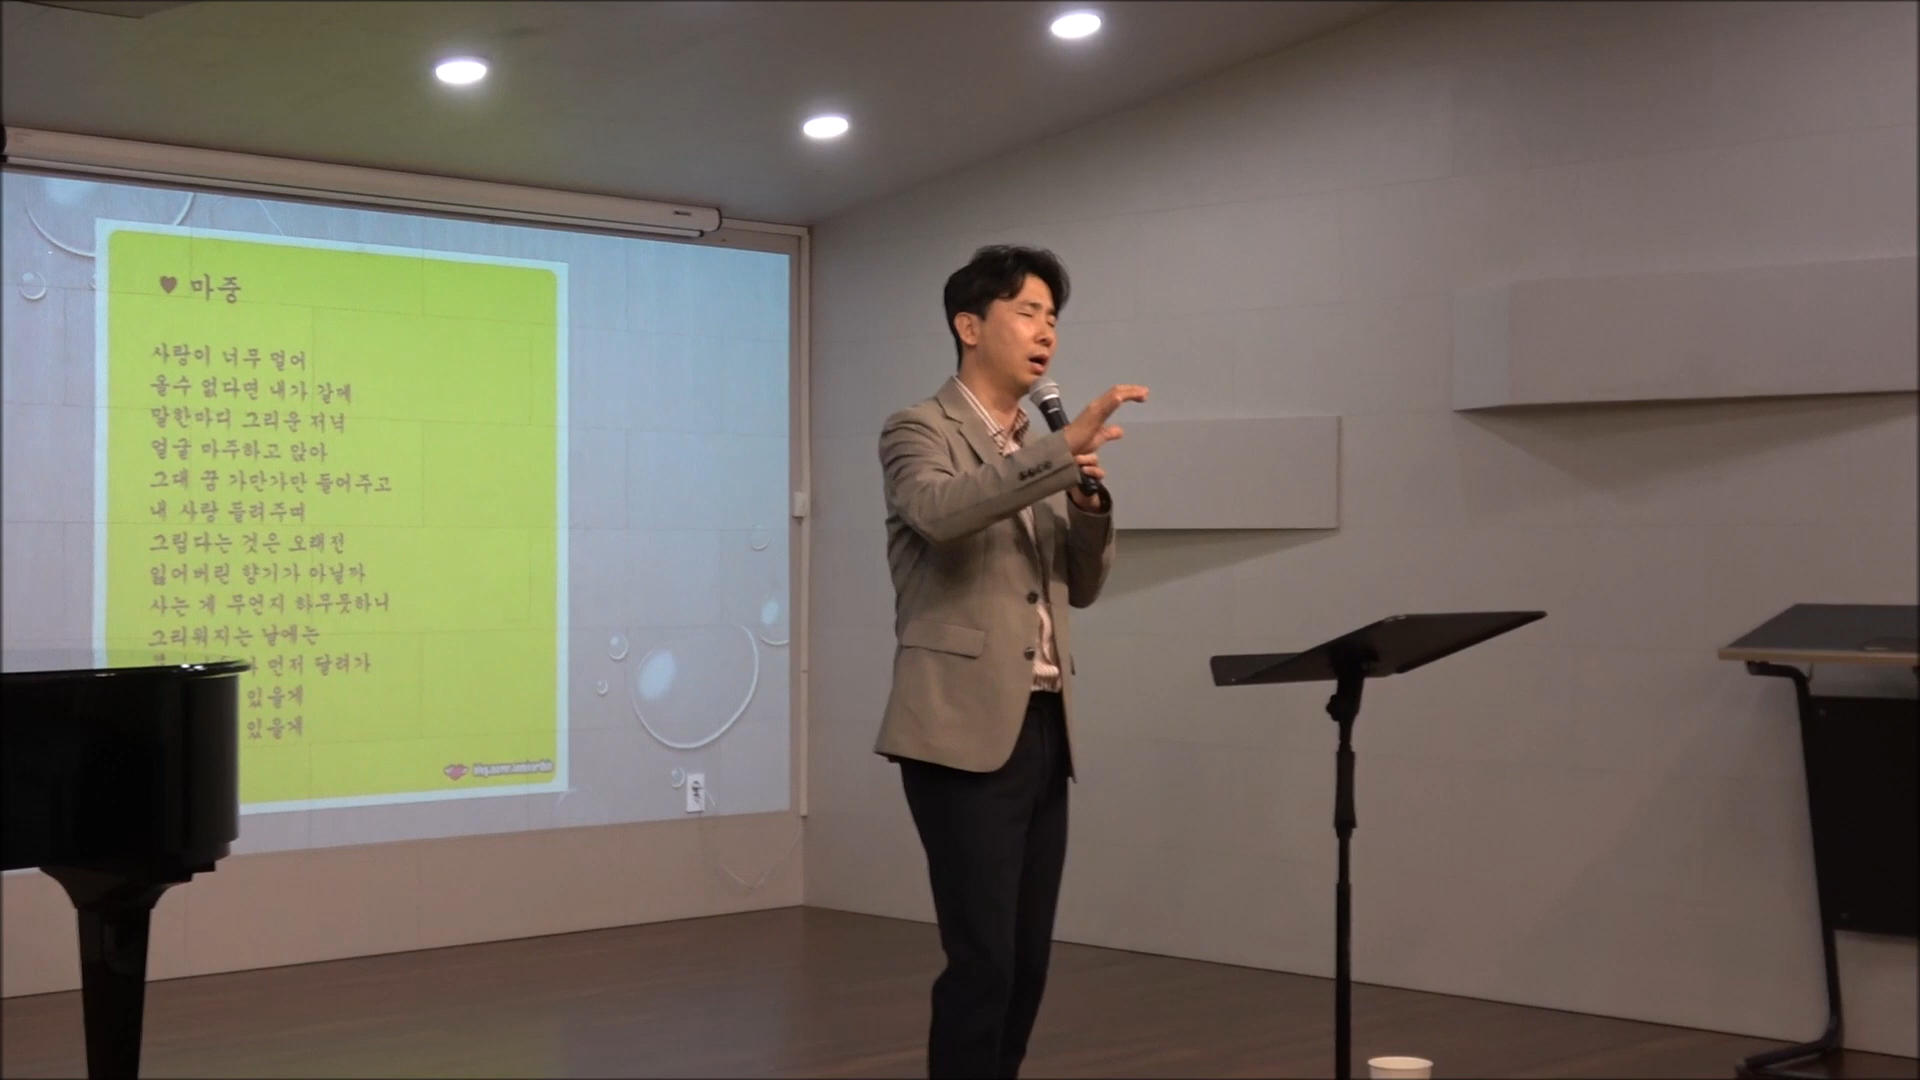 ♥ 마중
사랑이 너무 멀어
올수 없다면 내가 갈께
말한마디 그리운 저녁
얼굴 마주하고 앉아
그대 꿈 가만가만 들어주고
내 사랑 들려주며
그립다는 것은 오래전
잃어버린 향기가 아닐까
사는 게 무언지 하무뭇하니
그리워지는 날에는
먼저 달려가
있을게
있을게